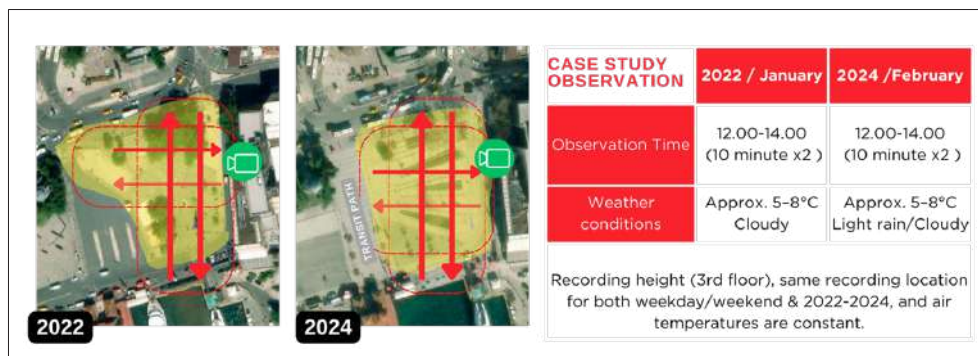 2022
TRANSIT PATH
2024
CASE STUDY
OBSERVATION
2022 / January
2024 /February
Observation Time
12.00-14.00
(10 minute x2 )
12.00-14.00
(10 minute x2 )
Weather
conditions
Approx. 5–8°C
Cloudy
Approx. 5–8°C
Light rain/Cloudy
Recording height (3rd floor), same recording location
for both weekday/weekend & 2022-2024, and air
temperatures are constant.